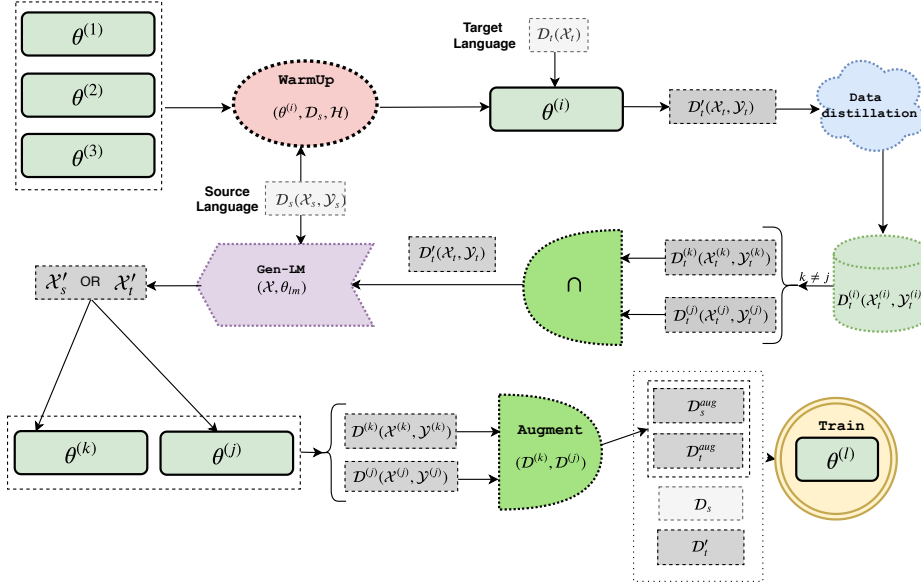 θ^(1)
θ^(2)
θ^(3)
WarmUp
(θ^(i), 𝒟_s, ℋ)
Target
Language
𝒟_t(𝒳_t)
θ^(i)
𝒟′_t(𝒳_t, 𝒴_t)
Data
distillation
Source
Language
𝒟_s(𝒳_s, 𝒴_s)
D_t^(i)(𝒳_t^(i), 𝒴_t^(i))
k ≠ j
𝒟_t^(k)(𝒳_t^(k), 𝒴_t^(k))
𝒟_t^(j)(𝒳_t^(j), 𝒴_t^(j))
∩
𝒟′_t(𝒳_t, 𝒴_t)
Gen-LM
(𝒳, θ_lm)
𝒳′_s OR 𝒳′_t
θ^(k)
θ^(j)
D^(k)(𝒳^(k), 𝒴^(k))
D^(j)(𝒳^(j), 𝒴^(j))
Augment
(D^(k), D^(j))
𝒟_s^aug
𝒟_t^aug
𝒟_s
𝒟′_t
Train
θ^(l)